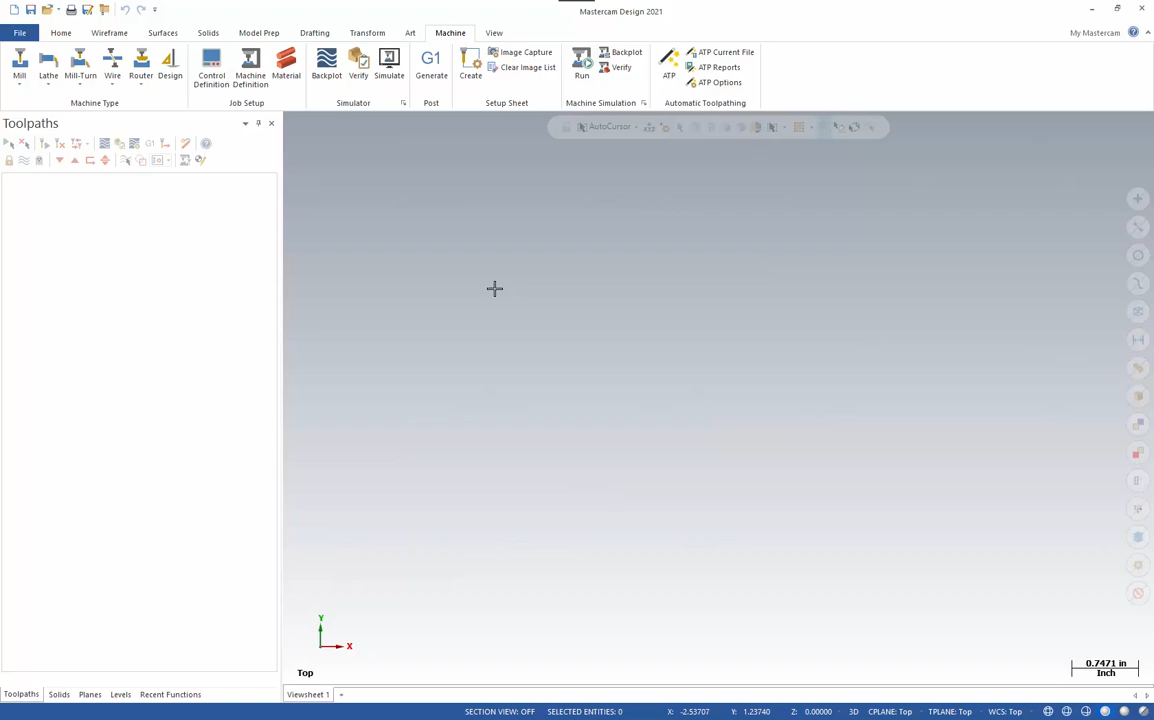 Mastercam Design 2021
File Home Wireframe Surfaces Solids Model Prep Drafting Transform Art Machine View My Mastercam
Mill Lathe Mill-Turn Wire Router Design
Machine Type
Control Definition Machine Definition Material
Job Setup
Backplot Verify Simulate
Simulator
G1
Generate
Post
Create Image Capture
Clear Image List
Setup Sheet
Run Backplot
Verify
Machine Simulation
ATP ATP Current File
ATP Reports
ATP Options
Automatic Toolpathing
Toolpaths
G1
AutoCursor
Y
X
Top
0.7471 in
Inch
Toolpaths Solids Planes Levels Recent Functions Viewsheet 1
SECTION VIEW: OFF SELECTED ENTITIES: 0 X: -2.53707 Y: 1.23740 Z: 0.00000 3D CPLANE: Top TPLANE: Top WCS: Top